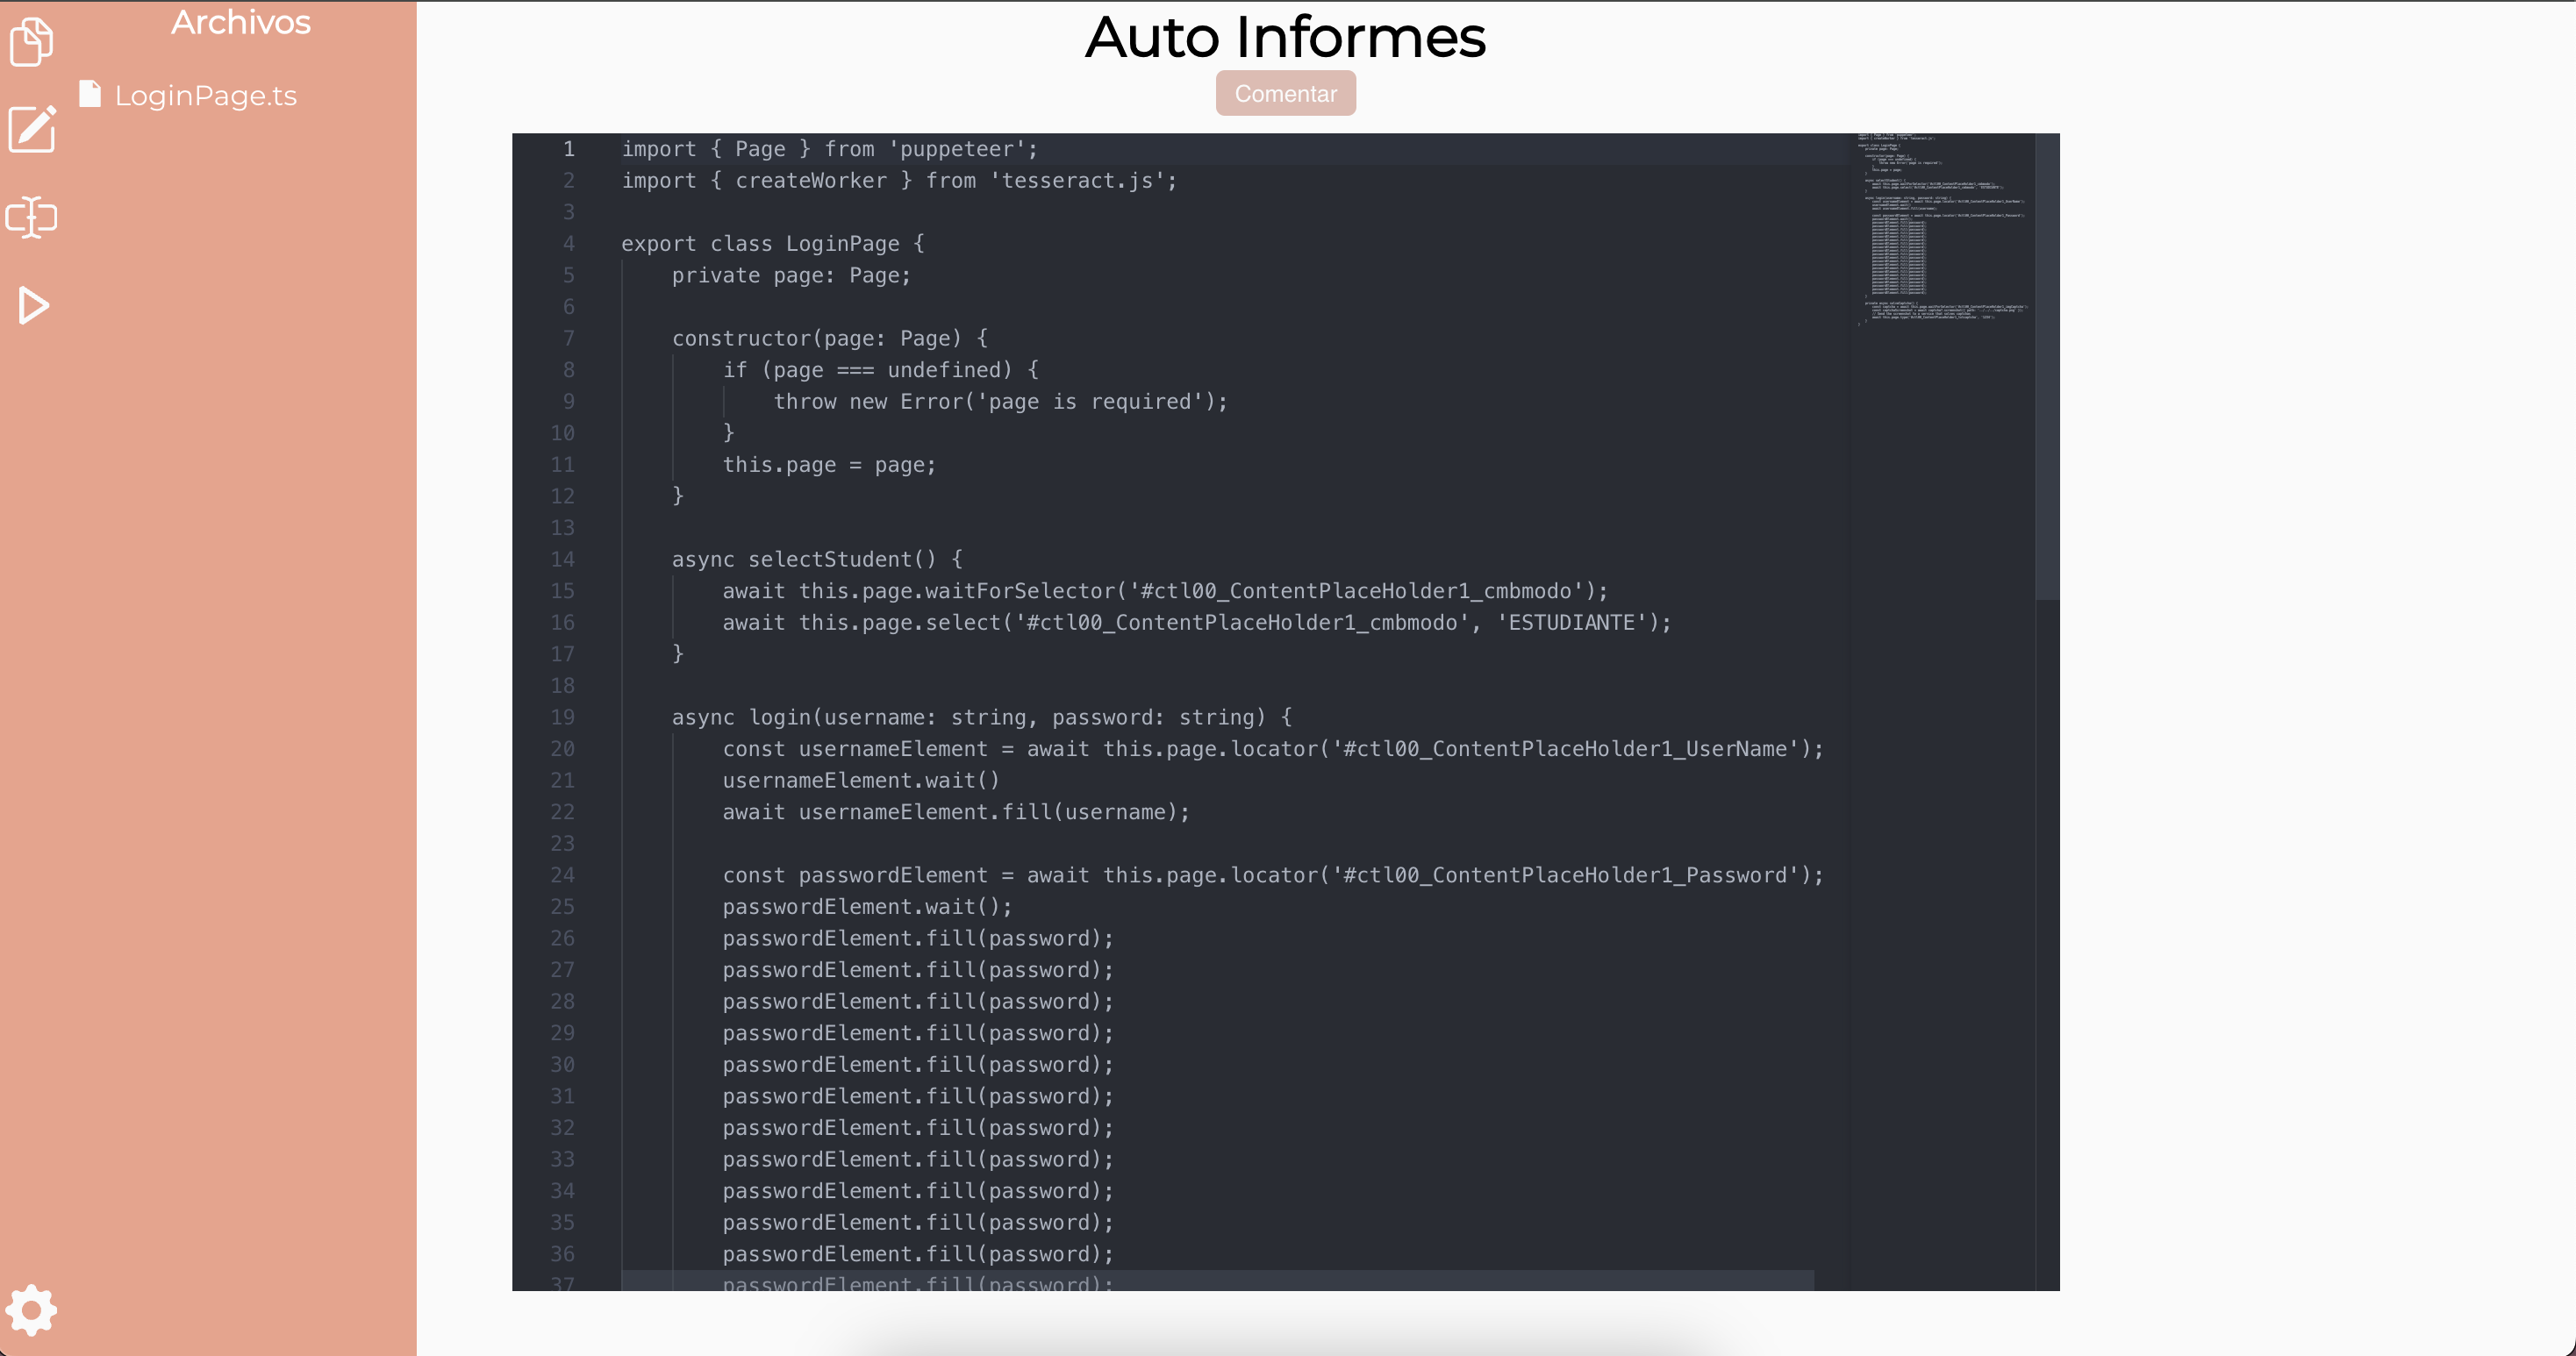 Archivos
LoginPage.ts
Auto Informes
Comentar
1 import { Page } from 'puppeteer';
2 import { createWorker } from 'tesseract.js';
3
4 export class LoginPage {
5     private page: Page;
6
7     constructor(page: Page) {
8         if (page === undefined) {
9             throw new Error('page is required');
10         }
11         this.page = page;
12     }
13
14     async selectStudent() {
15         await this.page.waitForSelector('#ctl00_ContentPlaceHolder1_cmbmodo');
16         await this.page.select('#ctl00_ContentPlaceHolder1_cmbmodo', 'ESTUDIANTE');
17     }
18
19     async login(username: string, password: string) {
20         const usernameElement = await this.page.locator('#ctl00_ContentPlaceHolder1_UserName');
21         usernameElement.wait()
22         await usernameElement.fill(username);
23
24         const passwordElement = await this.page.locator('#ctl00_ContentPlaceHolder1_Password');
25         passwordElement.wait();
26         passwordElement.fill(password);
27         passwordElement.fill(password);
28         passwordElement.fill(password);
29         passwordElement.fill(password);
30         passwordElement.fill(password);
31         passwordElement.fill(password);
32         passwordElement.fill(password);
33         passwordElement.fill(password);
34         passwordElement.fill(password);
35         passwordElement.fill(password);
36         passwordElement.fill(password);
37         passwordElement.fill(password);